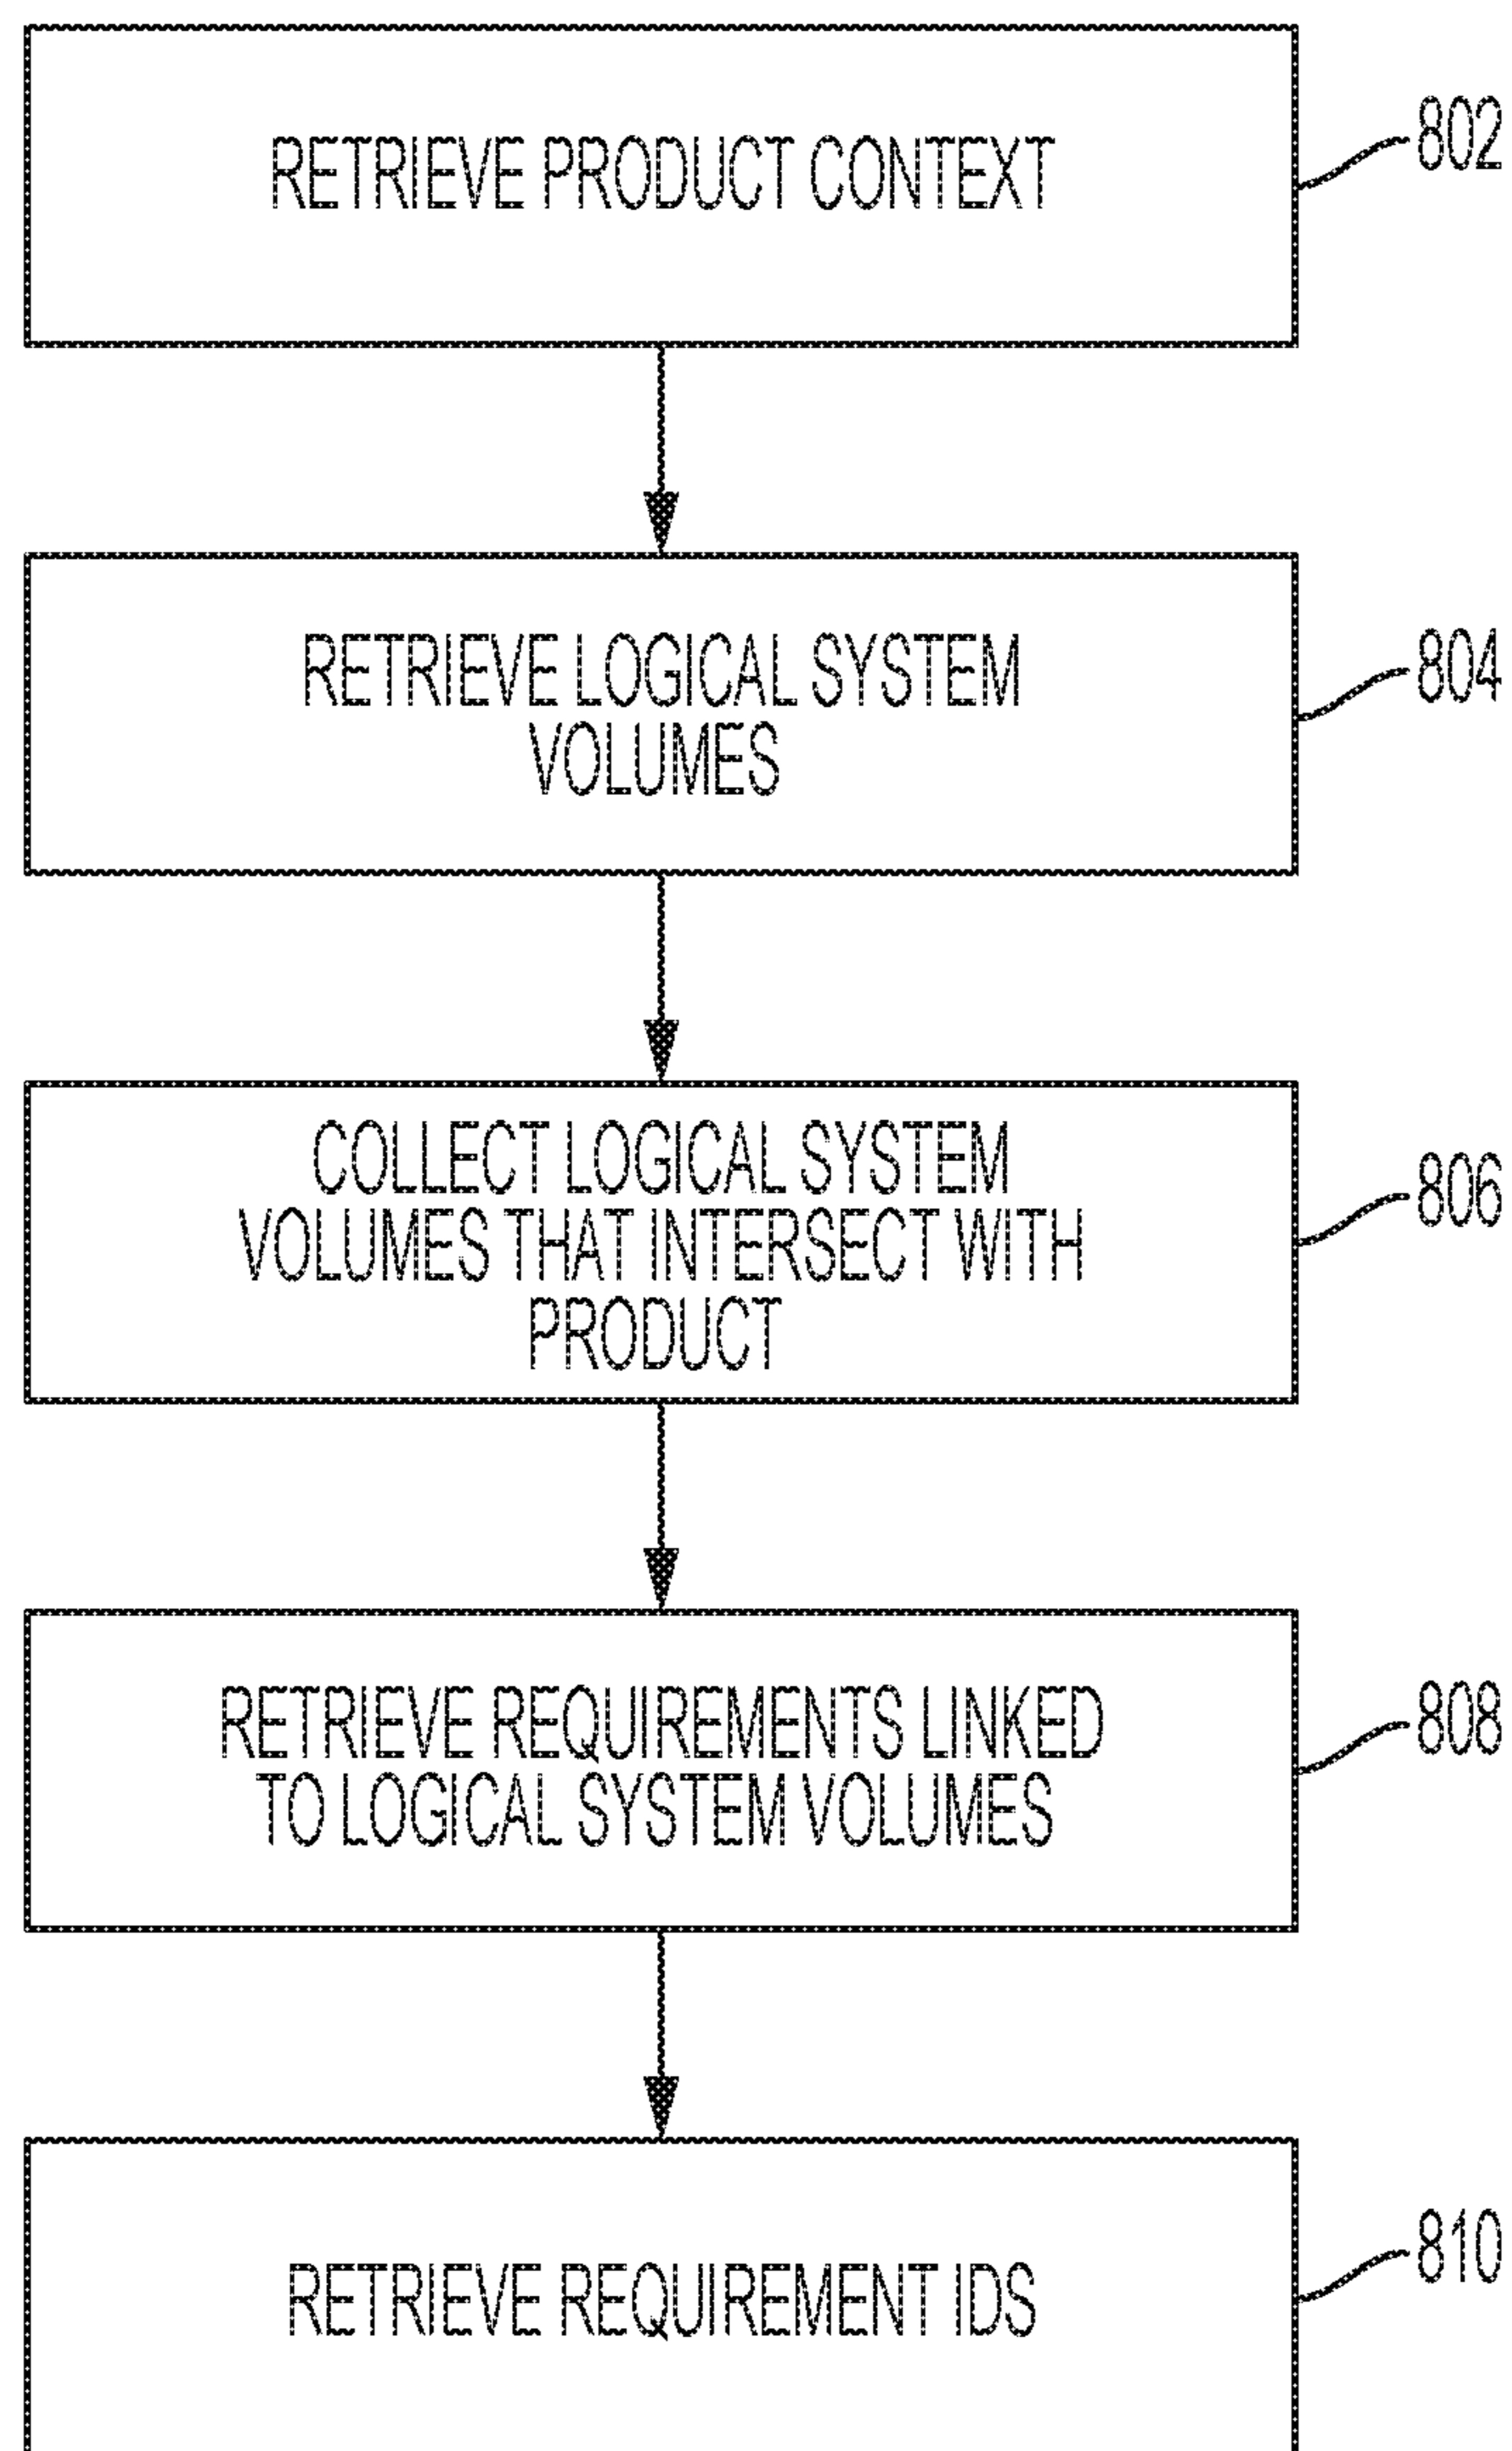 RETRIEVE PRODUCT CONTEXT
802
RETRIEVE LOGICAL SYSTEM
VOLUMES
804
COLLECT LOGICAL SYSTEM
VOLUMES THAT INTERSECT WITH
PRODUCT
806
RETRIEVE REQUIREMENTS LINKED
TO LOGICAL SYSTEM VOLUMES
808
RETRIEVE REQUIREMENT IDS
810